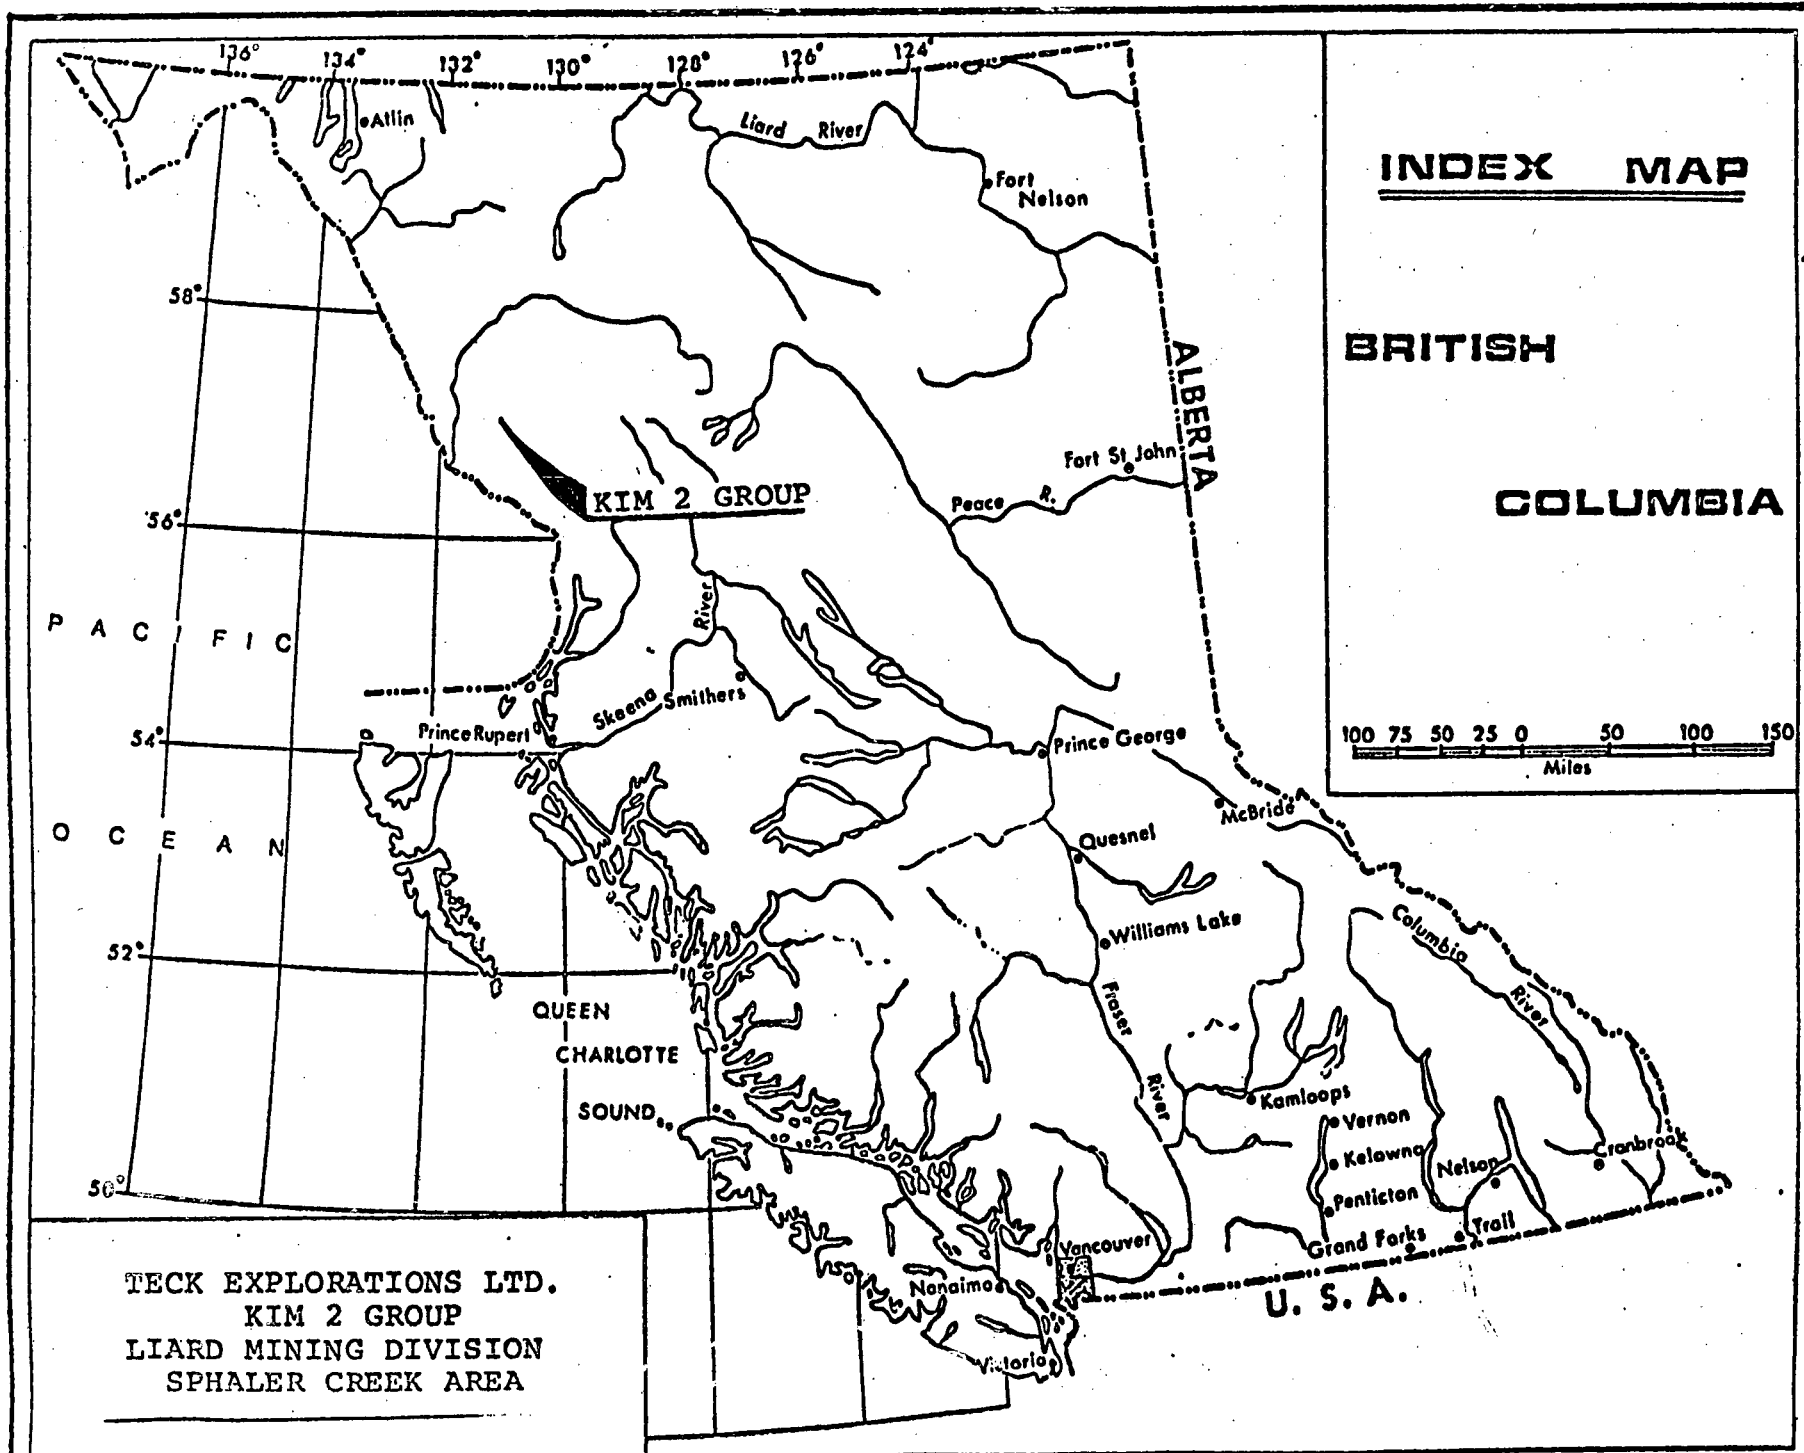 136° 134° 132° 130° 128° 126° 124°
Atlin
Liard River
Fort
Nelson
INDEX MAP
58°
BRITISH
ALBERTA
Fort St John
KIM 2 GROUP
Peace R.
COLUMBIA
56°
PACIFIC
River
Skeena
Smithers
Prince Rupert
54°
Prince George
100 75 50 25 0 50 100 150
Miles
McBride
OCEAN
Quesnel
Williams Lake
Columbia
River
52°
QUEEN
CHARLOTTE
SOUND
Fraser
River
Kamloops
Vernon
Kelowna
Nelson
Cranbrook
50°
Penticton
Grand Forks
Trail
Vancouver
Nanaimo
U. S. A.
Victoria
TECK EXPLORATIONS LTD.
KIM 2 GROUP
LIARD MINING DIVISION
SPHALER CREEK AREA